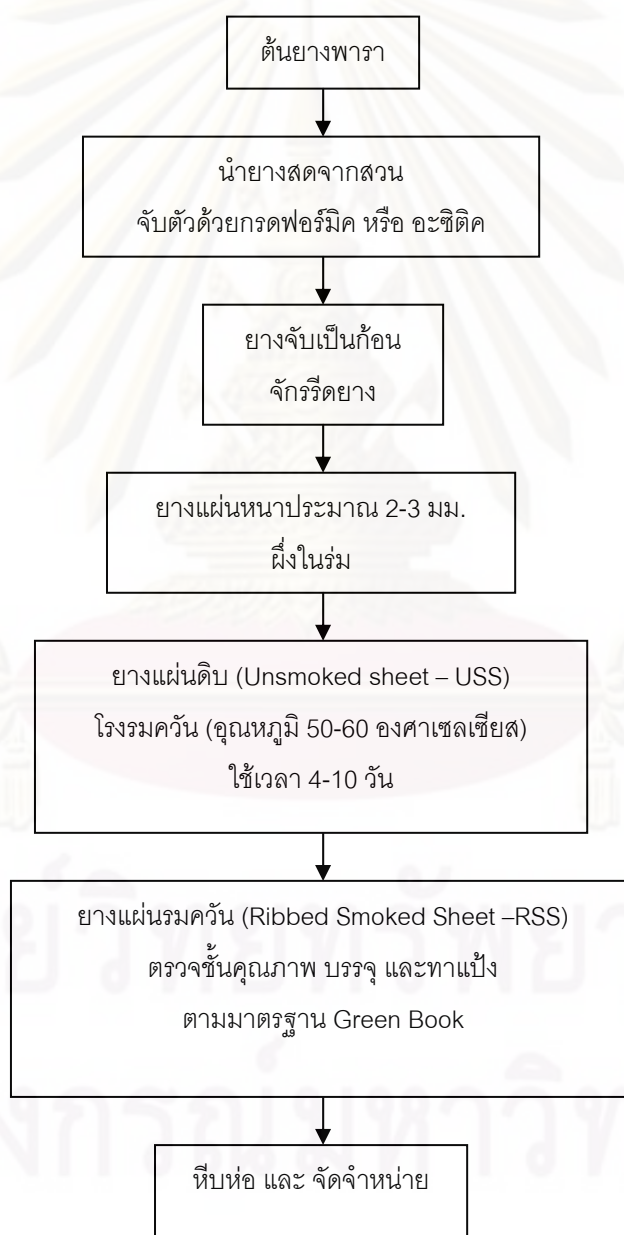 ต้นยางพารา
นำยางสดจากสวน
จับตัวด้วยกรดฟอร์มิค หรือ อะซิติค
ยางจับเป็นก้อน
จักรรีดยาง
ยางแผ่นหนาประมาณ 2-3 มม.
ผึ่งในร่ม
ยางแผ่นดิบ (Unsmoked sheet – USS)
โรงรมควัน (อุณหภูมิ 50-60 องศาเซลเซียส)
ใช้เวลา 4-10 วัน
ยางแผ่นรมควัน (Ribbed Smoked Sheet –RSS)
ตรวจชั้นคุณภาพ บรรจุ และทาแป้ง
ตามมาตรฐาน Green Book
หีบห่อ และ จัดจำหน่าย